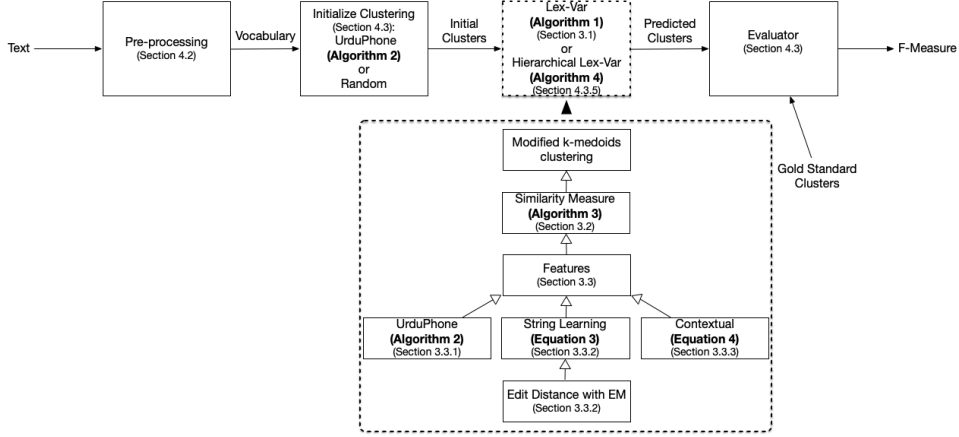 Text
Pre-processing
(Section 4.2)
Vocabulary
Initialize Clustering
(Section 4.3):
UrduPhone
(Algorithm 2)
or
Random
Initial
Clusters
Lex-Var
(Algorithm 1)
(Section 3.1)
or
Hierarchical Lex-Var
(Algorithm 4)
(Section 4.3.5)
Predicted
Clusters
Evaluator
(Section 4.3)
F-Measure
Gold Standard
Clusters
Modified k-medoids
clustering
Similarity Measure
(Algorithm 3)
(Section 3.2)
Features
(Section 3.3)
UrduPhone
(Algorithm 2)
(Section 3.3.1)
String Learning
(Equation 3)
(Section 3.3.2)
Contextual
(Equation 4)
(Section 3.3.3)
Edit Distance with EM
(Section 3.3.2)